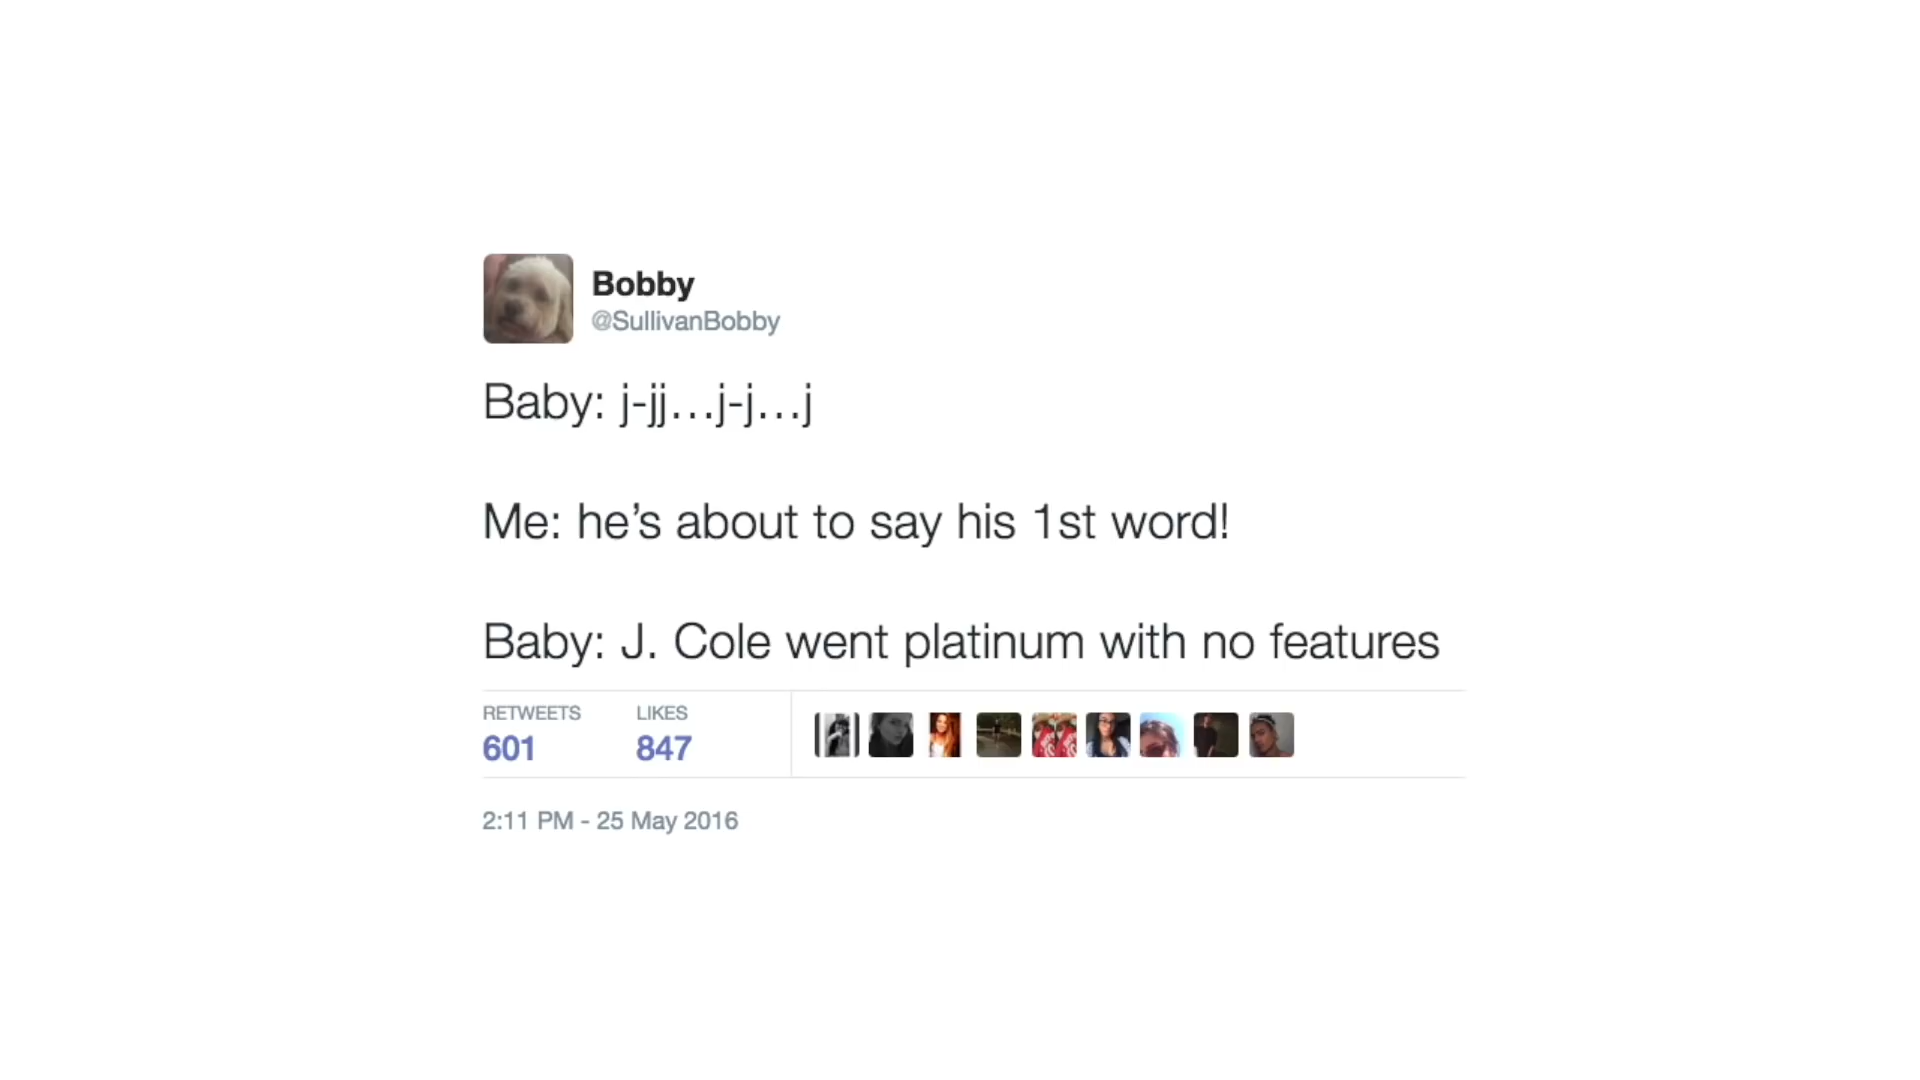 Bobby
@SullivanBobby
Baby: j-jj...j-j...j
Me: he’s about to say his 1st word!
Baby: J. Cole went platinum with no features
RETWEETS LIKES
601 847
2:11 PM - 25 May 2016